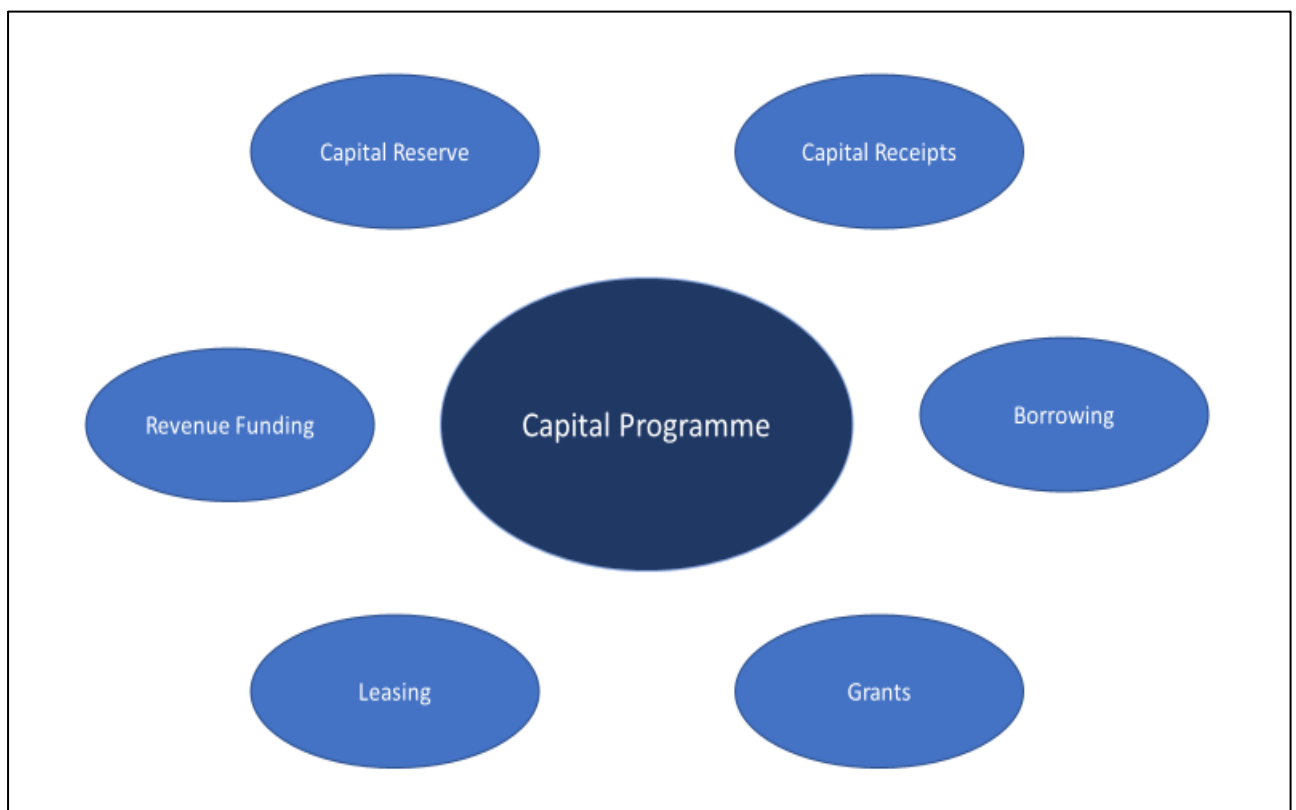 Capital Reserve
Capital Receipts
Revenue Funding
Capital Programme
Borrowing
Leasing
Grants